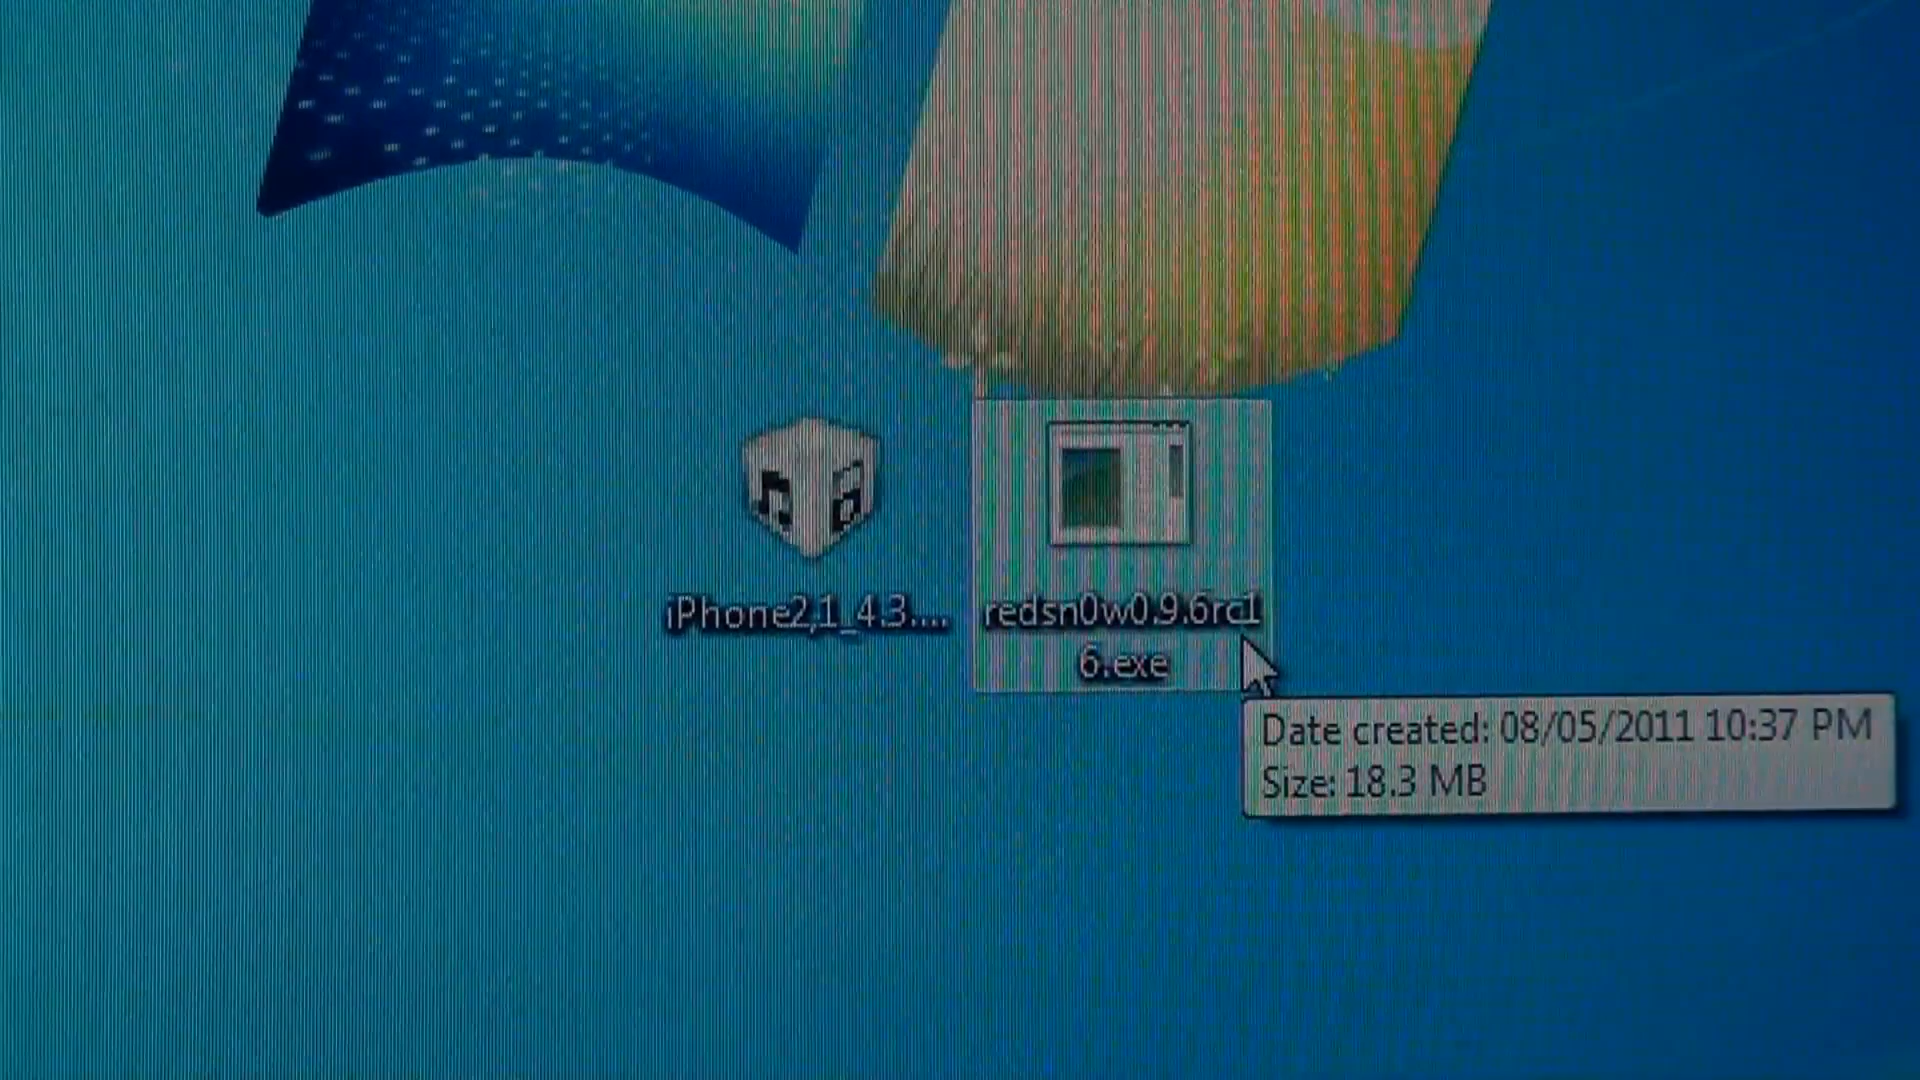 iPhone2,1_4.3....
redsn0w0.9.6rc1
6.exe
Date created: 08/05/2011 10:37 PM
Size: 18.3 MB